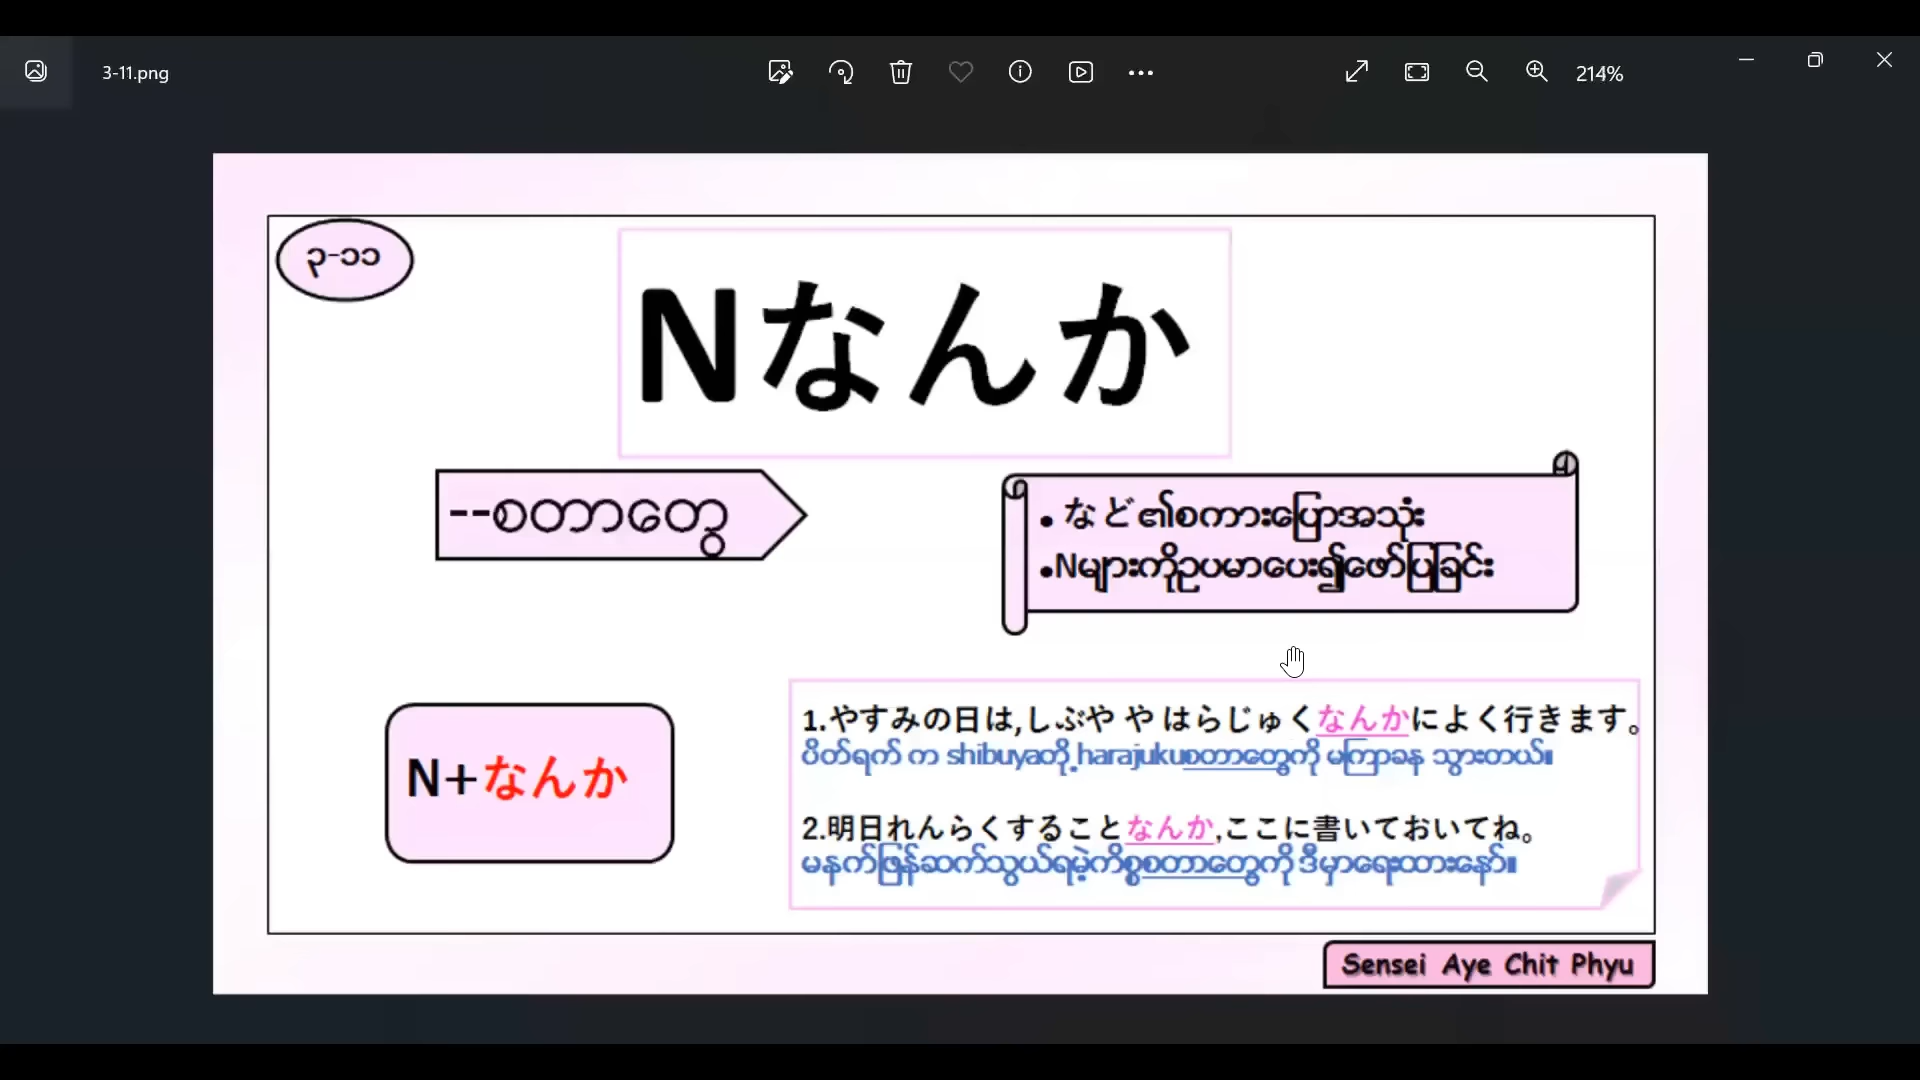 3-11.png
214%
၃-၁၁
Nなんか
--စတာတွေ
• など၏စကားပြောအသုံး
•Nများကိုဥပမာပေး၍ဖော်ပြခြင်း
N+なんか
1.やすみの日は,しぶや や はらじゅくなんかによく行きます。
ပိတ်ရက် က shibuyaတို့ harajukuစတာတွေကို မကြာခန သွားတယ်။
2.明日れんらくすることなんか,ここに書いておいてね。
မနက်ဖြန်ဆက်သွယ်ရမဲ့ကိစ္စစတာတွေကို ဒီမှာရေးထားနော်။
Sensei Aye Chit Phyu